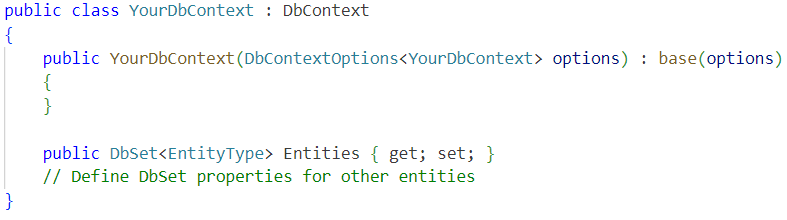 public class YourDbContext : DbContext
{
    public YourDbContext(DbContextOptions<YourDbContext> options) : base(options)
    {
    }

    public DbSet<EntityType> Entities { get; set; }
    // Define DbSet properties for other entities
}